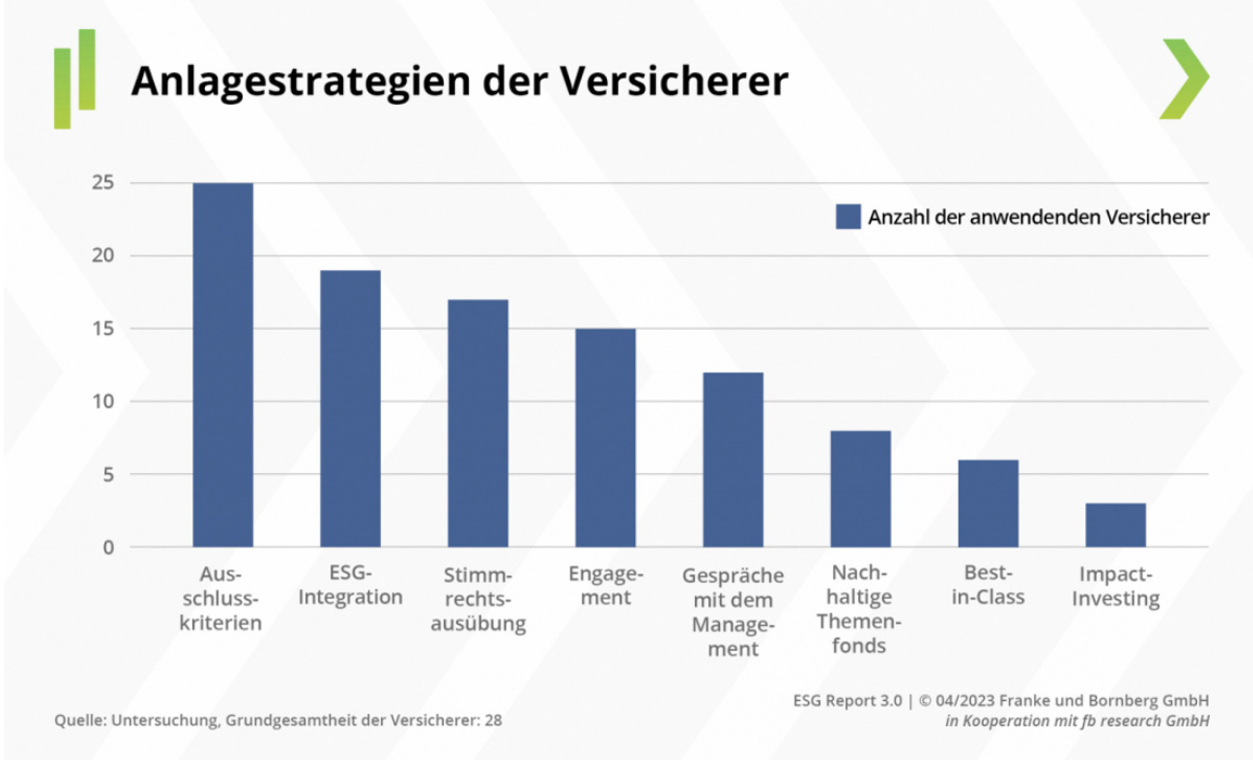 Anlagestrategien der Versicherer
25
20
15
10
5
0
Anzahl der anwendenden Versicherer
Aus-
schluss-
kriterien
ESG-
Integration
Stimm-
rechts-
ausübung
Engage-
ment
Gespräche
mit dem
Manage-
ment
Nach-
haltige
Themen-
fonds
Best-
in-Class
Impact-
Investing
Quelle: Untersuchung, Grundgesamtheit der Versicherer: 28
ESG Report 3.0 | © 04/2023 Franke und Bornberg GmbH
in Kooperation mit fb research GmbH